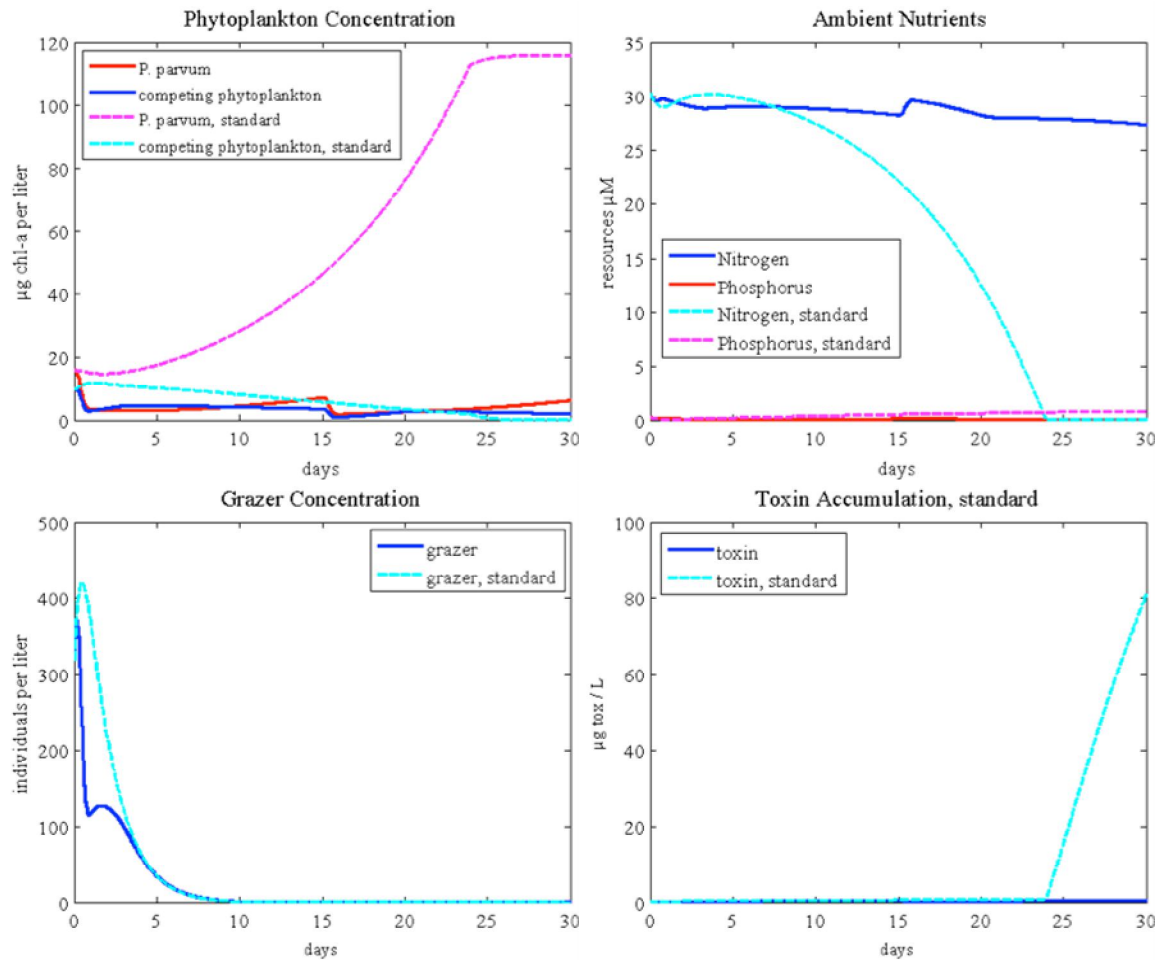 Phytoplankton Concentration
120
100
80
60
40
20
0
µg chl-a per liter
P. parvum
competing phytoplankton
P. parvum, standard
competing phytoplankton, standard
0 5 10 15 20 25 30
days
Ambient Nutrients
35
30
25
20
15
10
5
0
resources µM
Nitrogen
Phosphorus
Nitrogen, standard
Phosphorus, standard
0 5 10 15 20 25 30
days
Grazer Concentration
500
400
300
200
100
0
individuals per liter
grazer
grazer, standard
0 5 10 15 20 25 30
days
Toxin Accumulation, standard
100
80
60
40
20
0
µg tox / L
toxin
toxin, standard
0 5 10 15 20 25 30
days